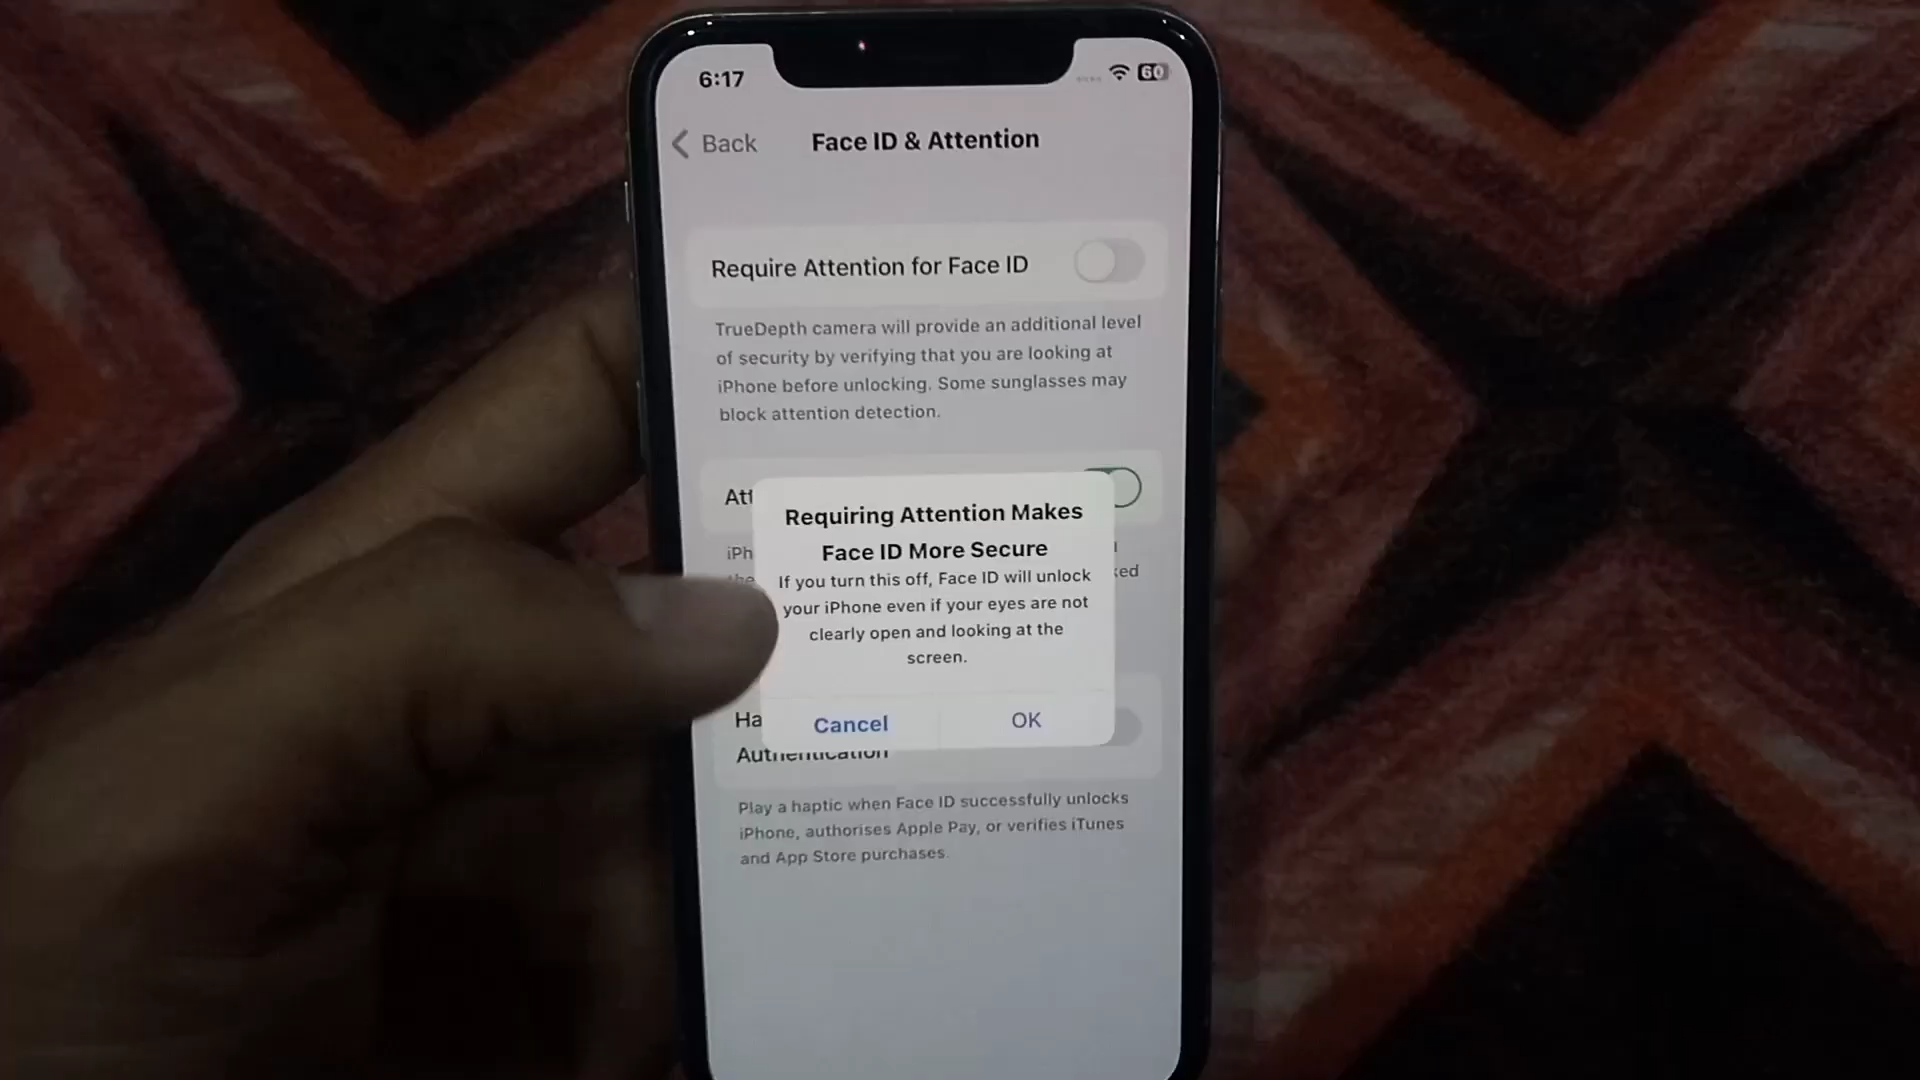 6:17
60
Back
Face ID & Attention
Require Attention for Face ID
TrueDepth camera will provide an additional level
of security by verifying that you are looking at
iPhone before unlocking. Some sunglasses may
block attention detection.
Requiring Attention Makes
Face ID More Secure
If you turn this off, Face ID will unlock
your iPhone even if your eyes are not
clearly open and looking at the
screen.
Cancel
OK
Authentication
Play a haptic when Face ID successfully unlocks
iPhone, authorises Apple Pay, or verifies iTunes
and App Store purchases.